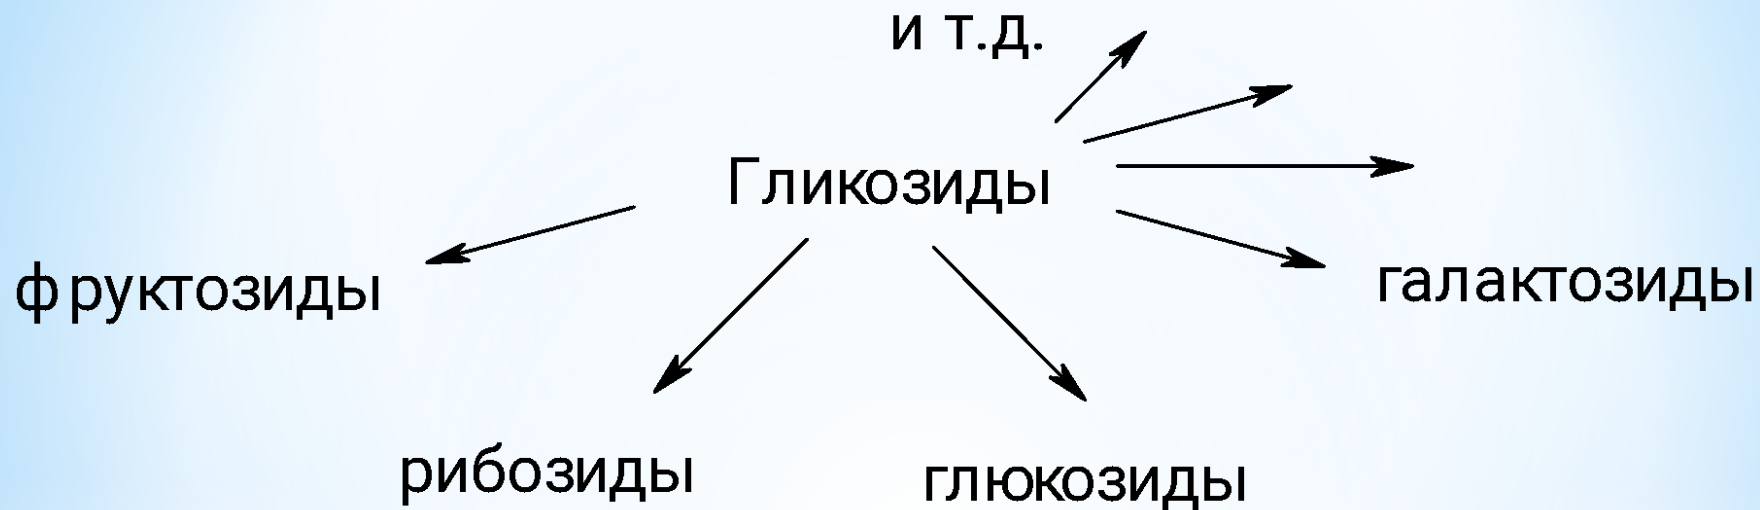 и т.д.
Гликозиды
фруктозиды
галактозиды
рибозиды
глюкозиды